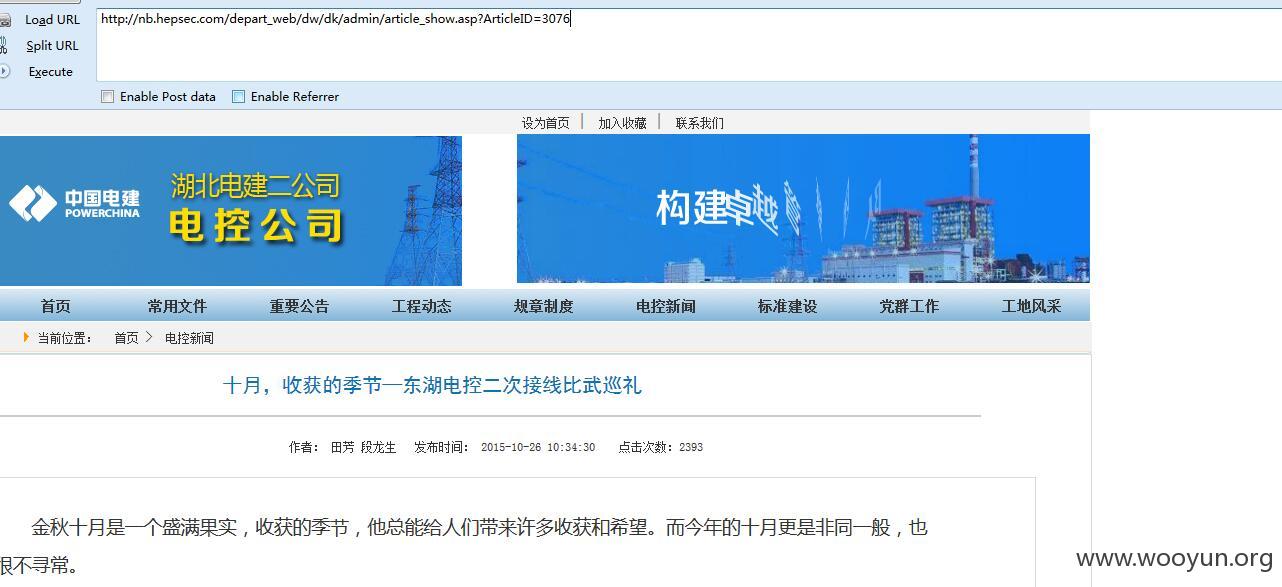 Load URL
http://nb.hepsec.com/depart_web/dw/dk/admin/article_show.asp?ArticleID=3076
Split URL
Execute
Enable Post data
Enable Referrer
设为首页 加入收藏 联系我们
中国电建
POWERCHINA
湖北电建二公司
电控公司
构建卓越
首页 常用文件 重要公告 工程动态 规章制度 电控新闻 标准建设 党群工作 工地风采
当前位置: 首页 > 电控新闻
十月，收获的季节—东湖电控二次接线比武巡礼
作者： 田芳 段龙生 发布时间： 2015-10-26 10:34:30 点击次数：2393
金秋十月是一个盛满果实，收获的季节，他总能给人们带来许多收获和希望。而今年的十月更是非同一般，也
很不寻常。
www.wooyun.org